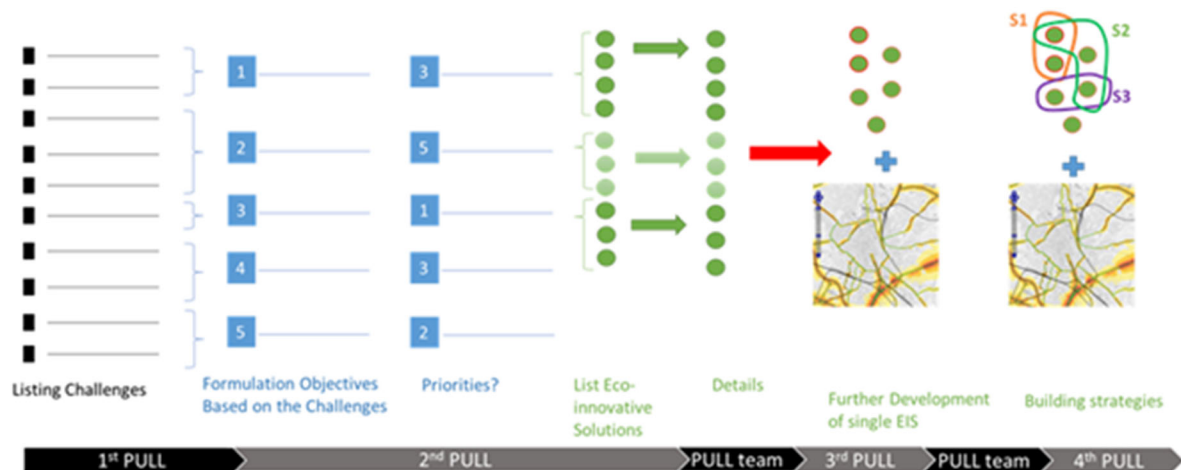 S1
S2
S3
1
2
3
4
5
3
5
1
3
2
Listing Challenges
Formulation Objectives
Based on the Challenges
Priorities?
List Eco-
innovative
Solutions
Details
Further Development
of single EIS
Building strategies
1st PULL
2nd PULL
PULL team
3rd PULL
PULL team
4th PULL